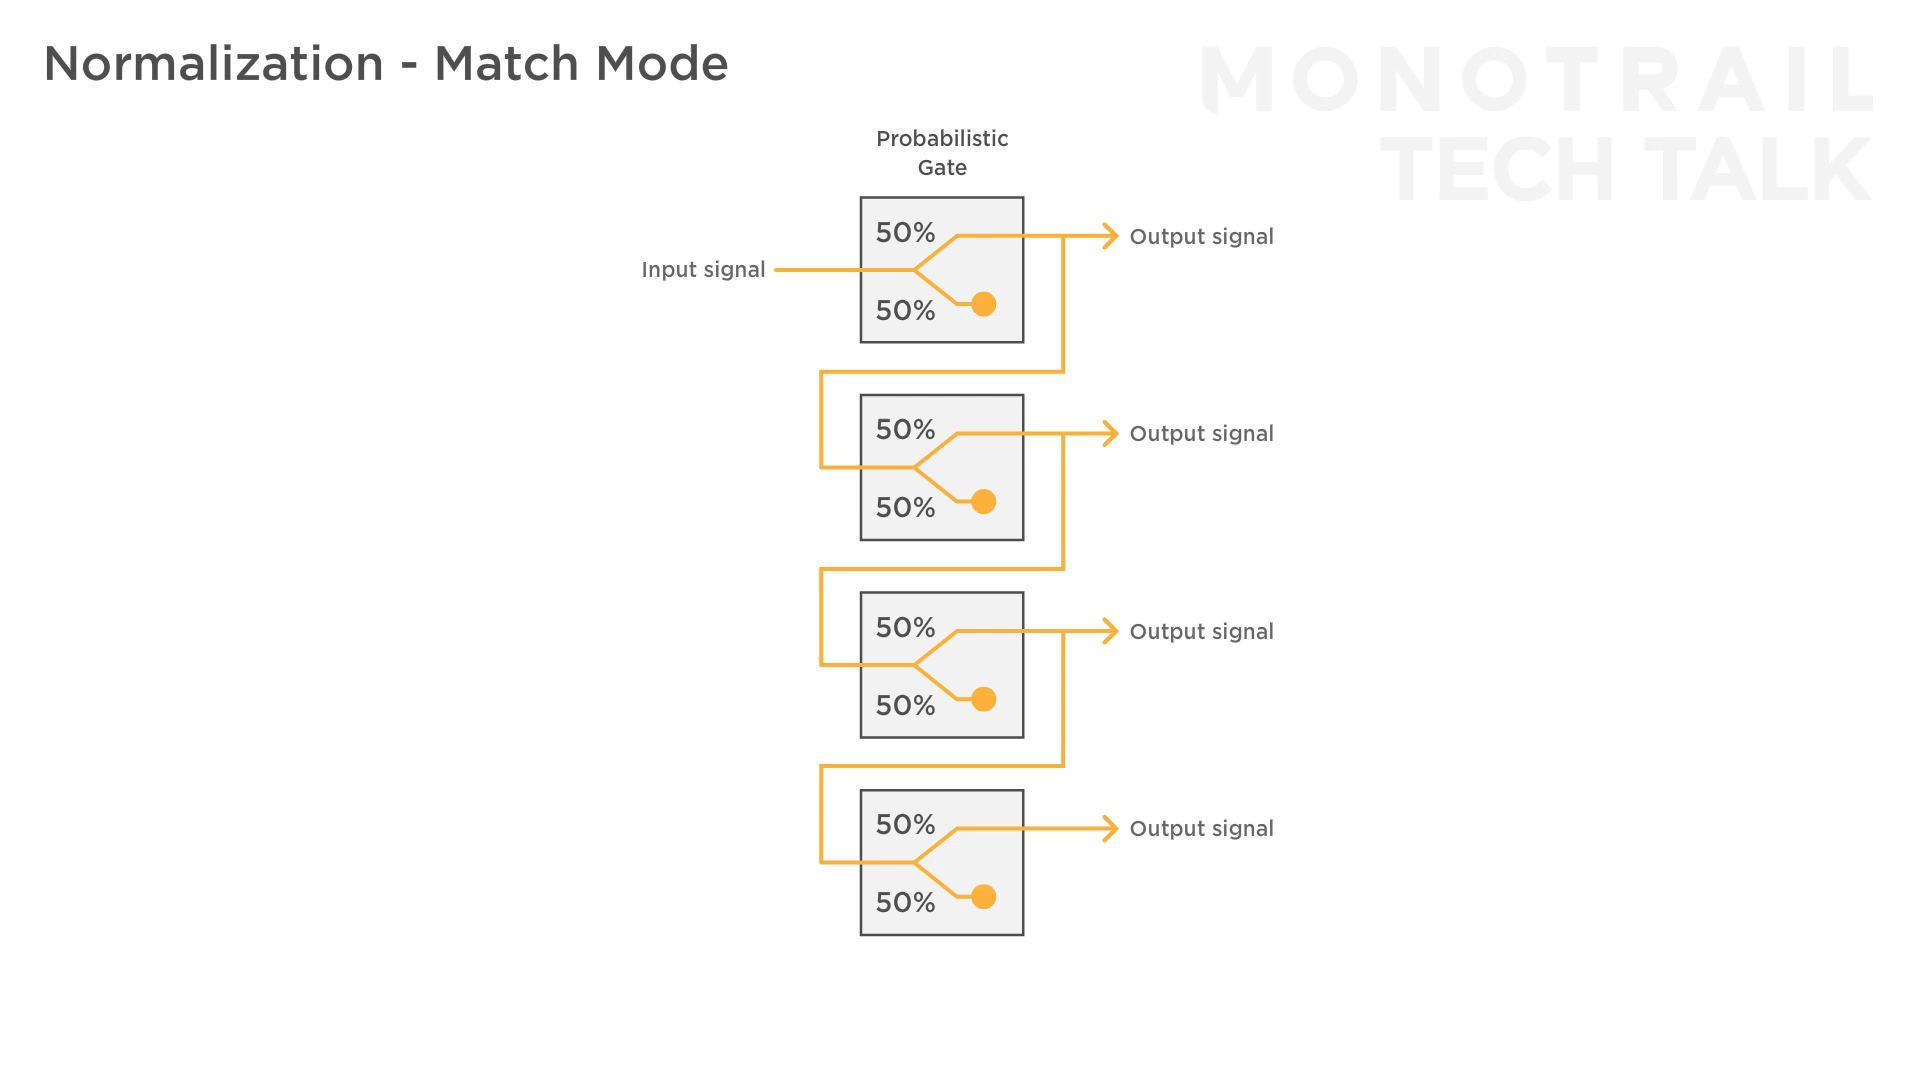 Normalization - Match Mode
MONOTRAIL
TECH TALK
Probabilistic
Gate
50%
Output signal
Input signal
50%
50%
Output signal
50%
50%
Output signal
50%
50%
Output signal
50%